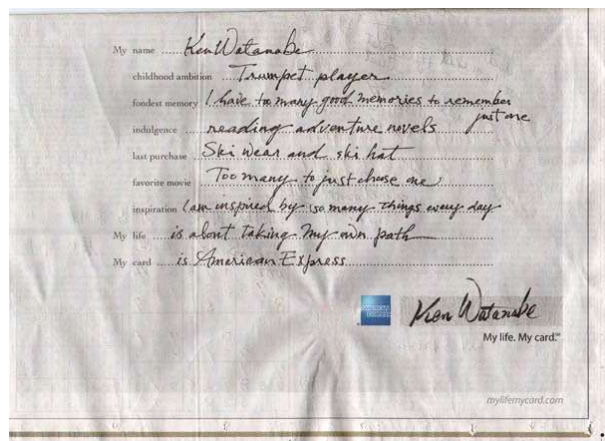 My name Ken Watanabe
childhood ambition Trumpet player
fondest memory I have too many good memories to remember
just one
indulgence reading adventure novels
last purchase Ski wear and ski hat
favorite movie Too many to just chose one
inspiration I am inspired by so many things every day
My life is about taking my own path
My card is American Express
AMERICAN EXPRESS
Ken Watanabe
My life. My card.℠
mylifemycard.com